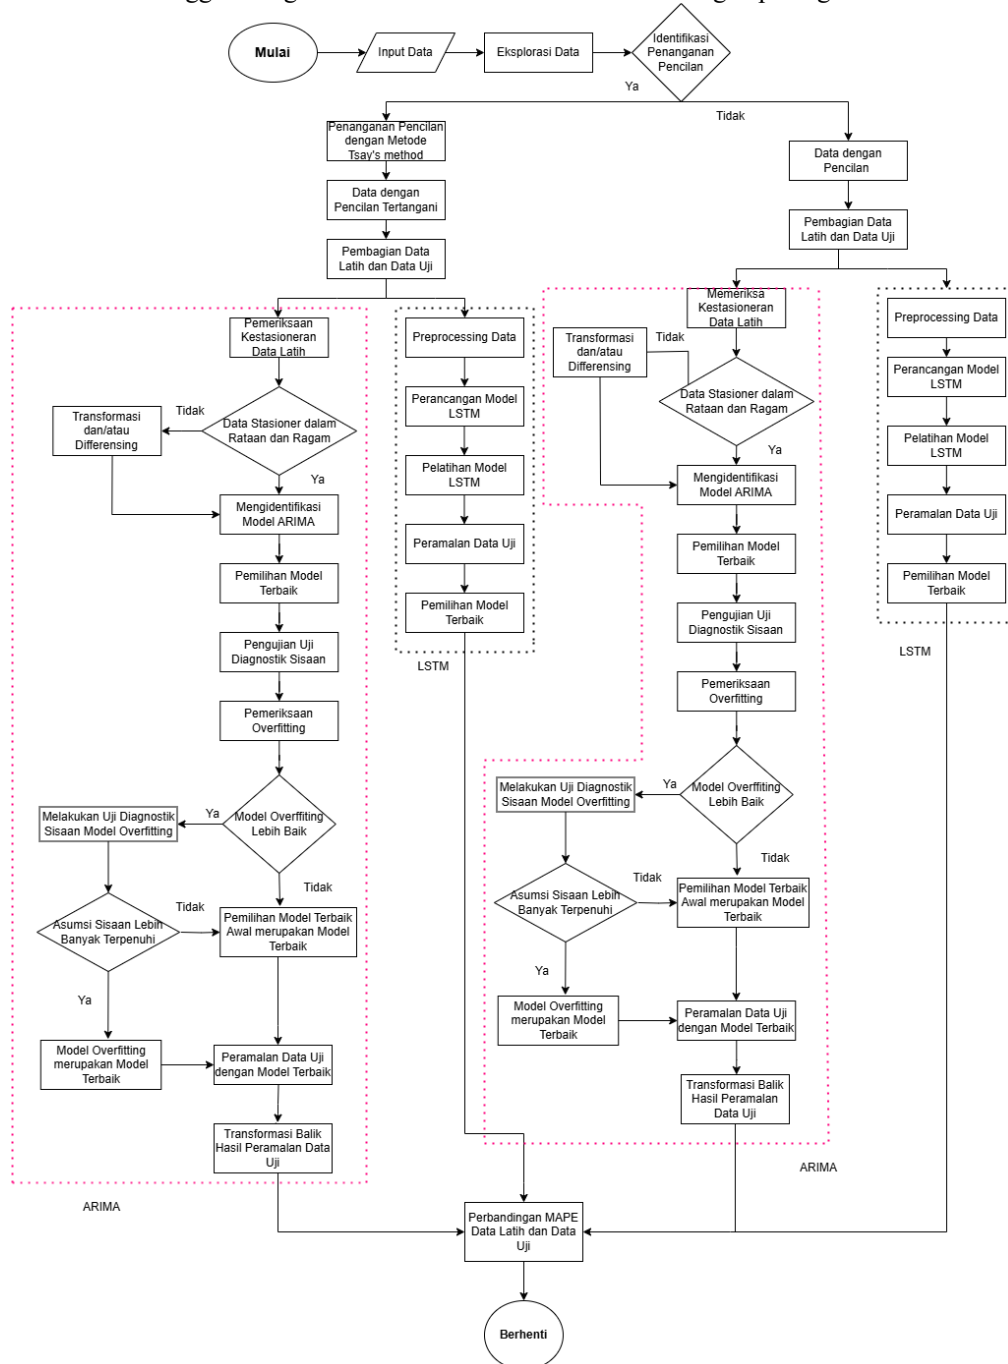 Mulai
Input Data
Eksplorasi Data
Identifikasi
Penanganan
Pencilan
Ya
Tidak
Penanganan Pencilan
dengan Metode
Tsay's method
Data dengan
Pencilan Tertangani
Pembagian Data
Latih dan Data Uji
Data dengan
Pencilan
Pembagian Data
Latih dan Data Uji
Pemeriksaan
Kestasioneran
Data Latih
Data Stasioner dalam
Rataan dan Ragam
Tidak
Transformasi
dan/atau
Differensing
Ya
Mengidentifikasi
Model ARIMA
Pemilihan Model
Terbaik
Pengujian Uji
Diagnostik Sisaan
Pemeriksaan
Overfitting
Model Overffiting
Lebih Baik
Ya
Melakukan Uji Diagnostik
Sisaan Model Overfitting
Tidak
Asumsi Sisaan Lebih
Banyak Terpenuhi
Tidak
Pemilihan Model Terbaik
Awal merupakan Model
Terbaik
Ya
Model Overfitting
merupakan Model
Terbaik
Peramalan Data Uji
dengan Model Terbaik
Transformasi Balik
Hasil Peramalan Data
Uji
ARIMA
Preprocessing Data
Perancangan Model
LSTM
Pelatihan Model
LSTM
Peramalan Data Uji
Pemilihan Model
Terbaik
LSTM
Memeriksa
Kestasioneran
Data Latih
Tidak
Transformasi
dan/atau
Differensing
Data Stasioner dalam
Rataan dan Ragam
Ya
Mengidentifikasi
Model ARIMA
Pemilihan Model
Terbaik
Pengujian Uji
Diagnostik Sisaan
Pemeriksaan
Overfitting
Model Overffiting
Lebih Baik
Ya
Melakukan Uji Diagnostik
Sisaan Model Overfitting
Tidak
Asumsi Sisaan Lebih
Banyak Terpenuhi
Tidak
Pemilihan Model Terbaik
Awal merupakan Model
Terbaik
Ya
Model Overfitting
merupakan Model
Terbaik
Peramalan Data Uji
dengan Model Terbaik
Transformasi Balik
Hasil Peramalan
Data Uji
ARIMA
Preprocessing Data
Perancangan Model
LSTM
Pelatihan Model
LSTM
Peramalan Data Uji
Pemilihan Model
Terbaik
LSTM
Perbandingan MAPE
Data Latih dan Data
Uji
Berhenti